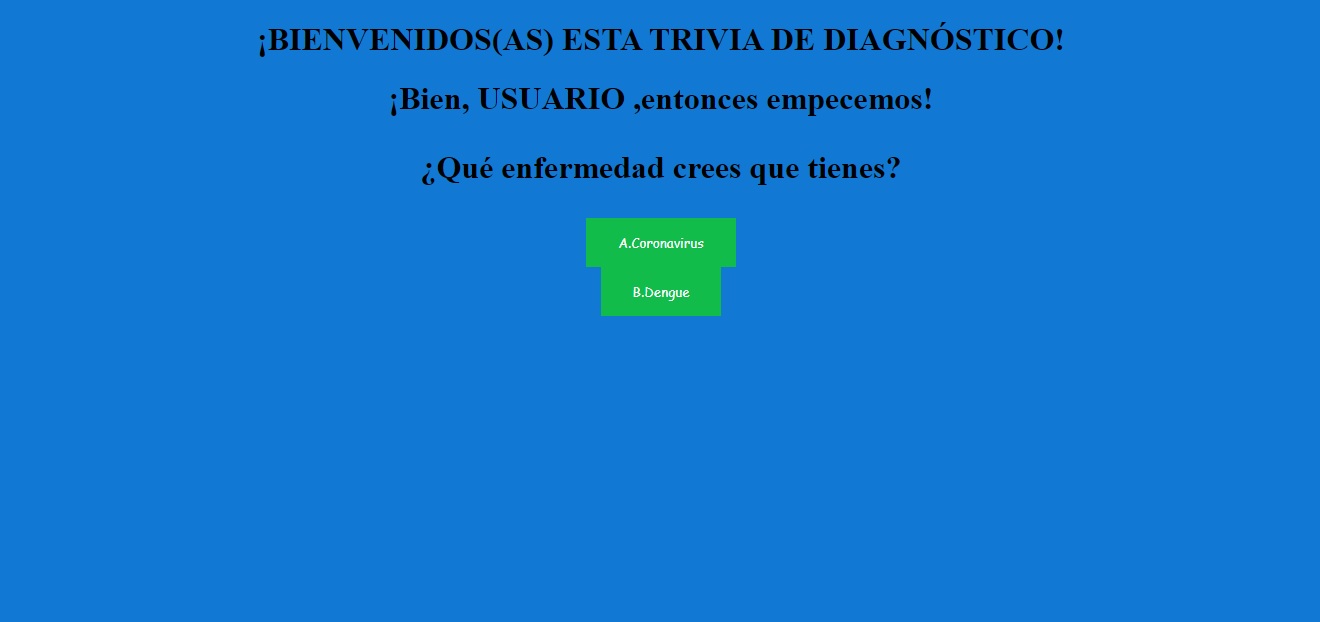 ¡BIENVENIDOS(AS) ESTA TRIVIA DE DIAGNÓSTICO!
¡Bien, USUARIO ,entonces empecemos!
¿Qué enfermedad crees que tienes?
A.Coronavirus
B.Dengue